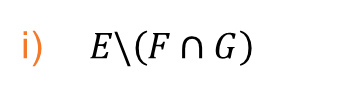 i) E\(F ∩ G)